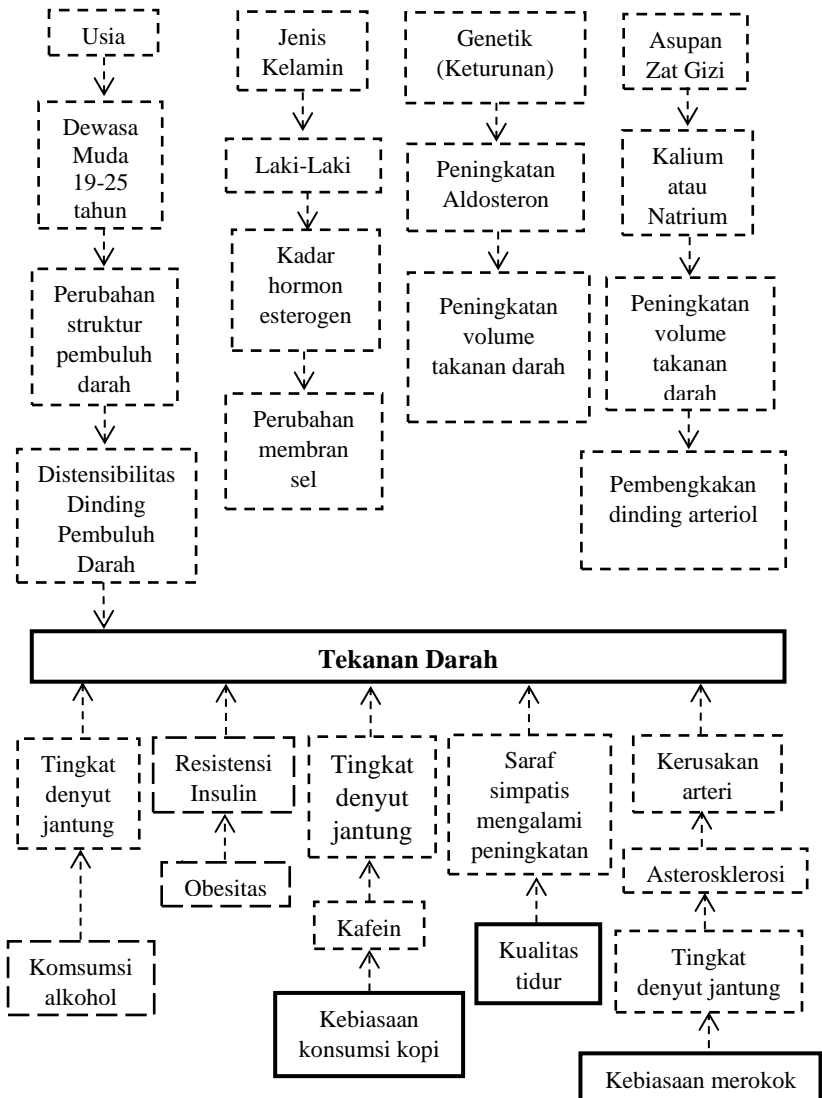 Usia
Dewasa
Muda
19-25
tahun
Perubahan
struktur
pembuluh
darah
Distensibilitas
Dinding
Pembuluh
Darah
Jenis
Kelamin
Laki-Laki
Kadar
hormon
esterogen
Perubahan
membran
sel
Genetik
(Keturunan)
Peningkatan
Aldosteron
Peningkatan
volume
takanan darah
Asupan
Zat Gizi
Kalium
atau
Natrium
Peningkatan
volume
takanan
darah
Pembengkakan
dinding arteriol
Tekanan Darah
Tingkat
denyut
jantung
Komsumsi
alkohol
Resistensi
Insulin
Obesitas
Tingkat
denyut
jantung
Kafein
Kebiasaan
konsumsi kopi
Saraf
simpatis
mengalami
peningkatan
Kualitas
tidur
Kerusakan
arteri
Asterosklerosi
Tingkat
denyut jantung
Kebiasaan merokok